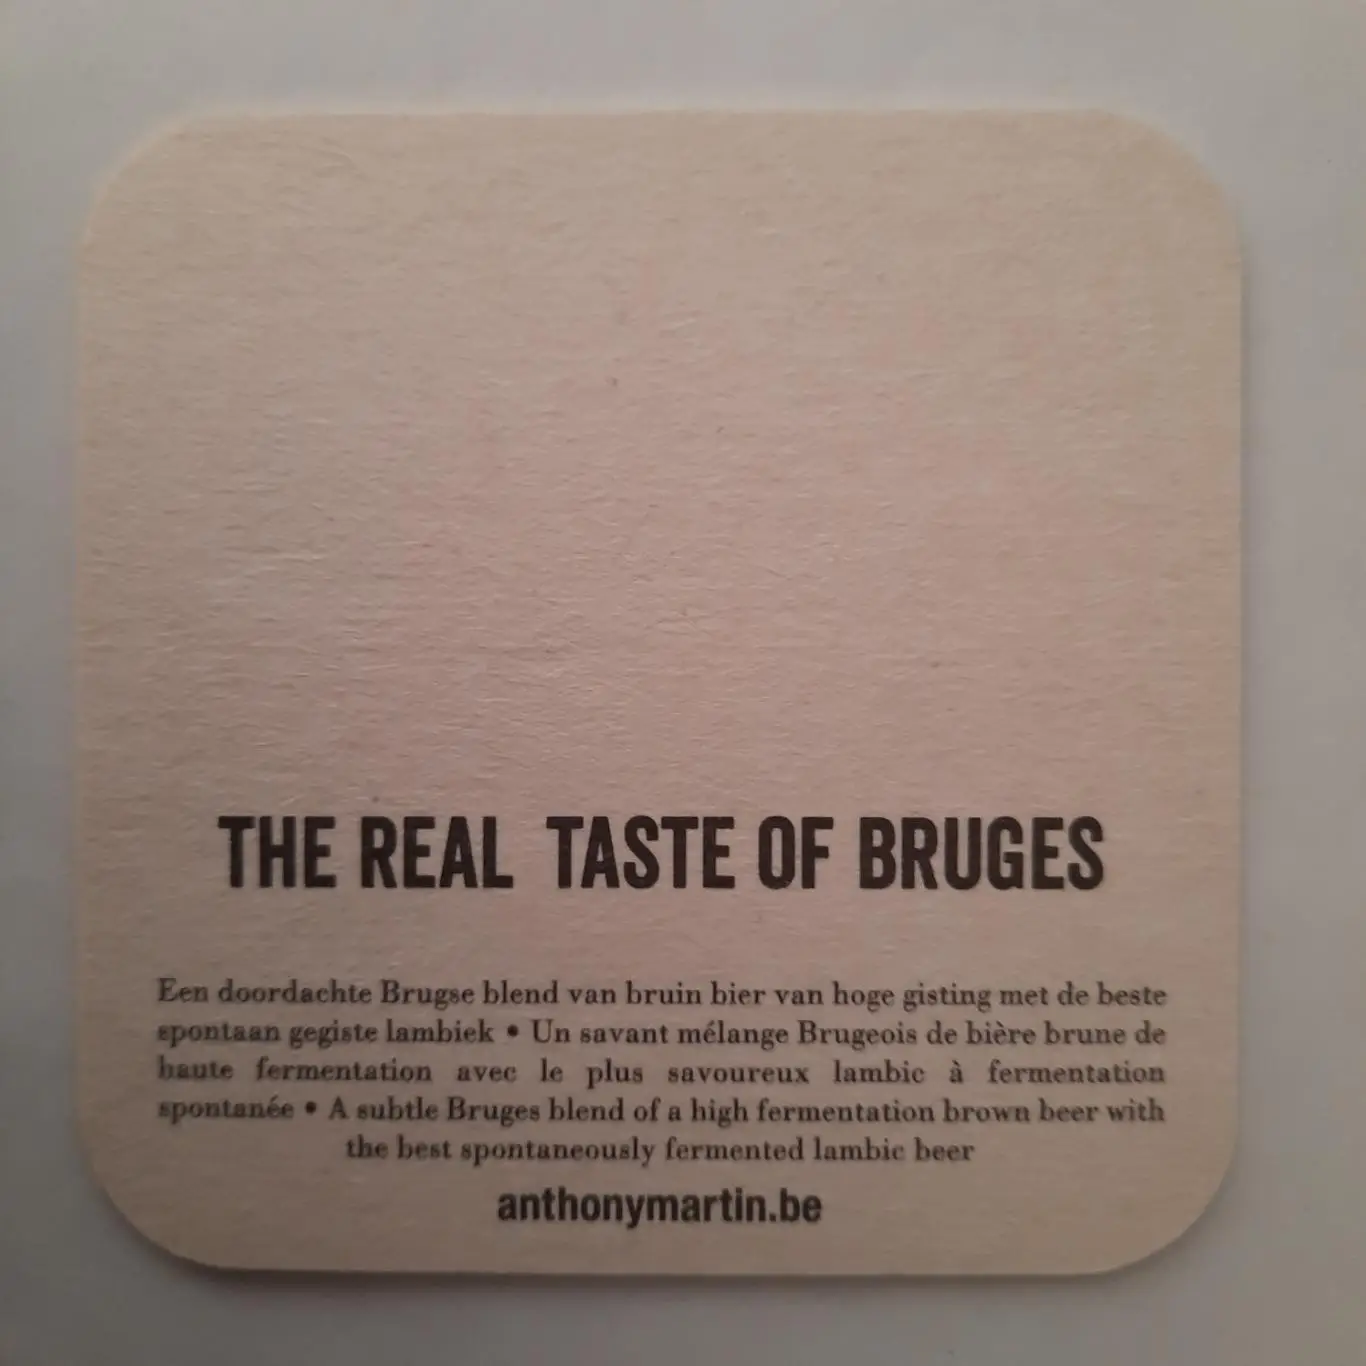 THE REAL TASTE OF BRUGES
Een doordachte Brugse blend van bruin bier van hoge gisting met de beste
spontaan gegiste lambiek • Un savant mélange Brugeois de bière brune de
haute fermentation avec le plus savoureux lambic à fermentation
spontanée • A subtle Bruges blend of a high fermentation brown beer with
the best spontaneously fermented lambic beer
anthonymartin.be